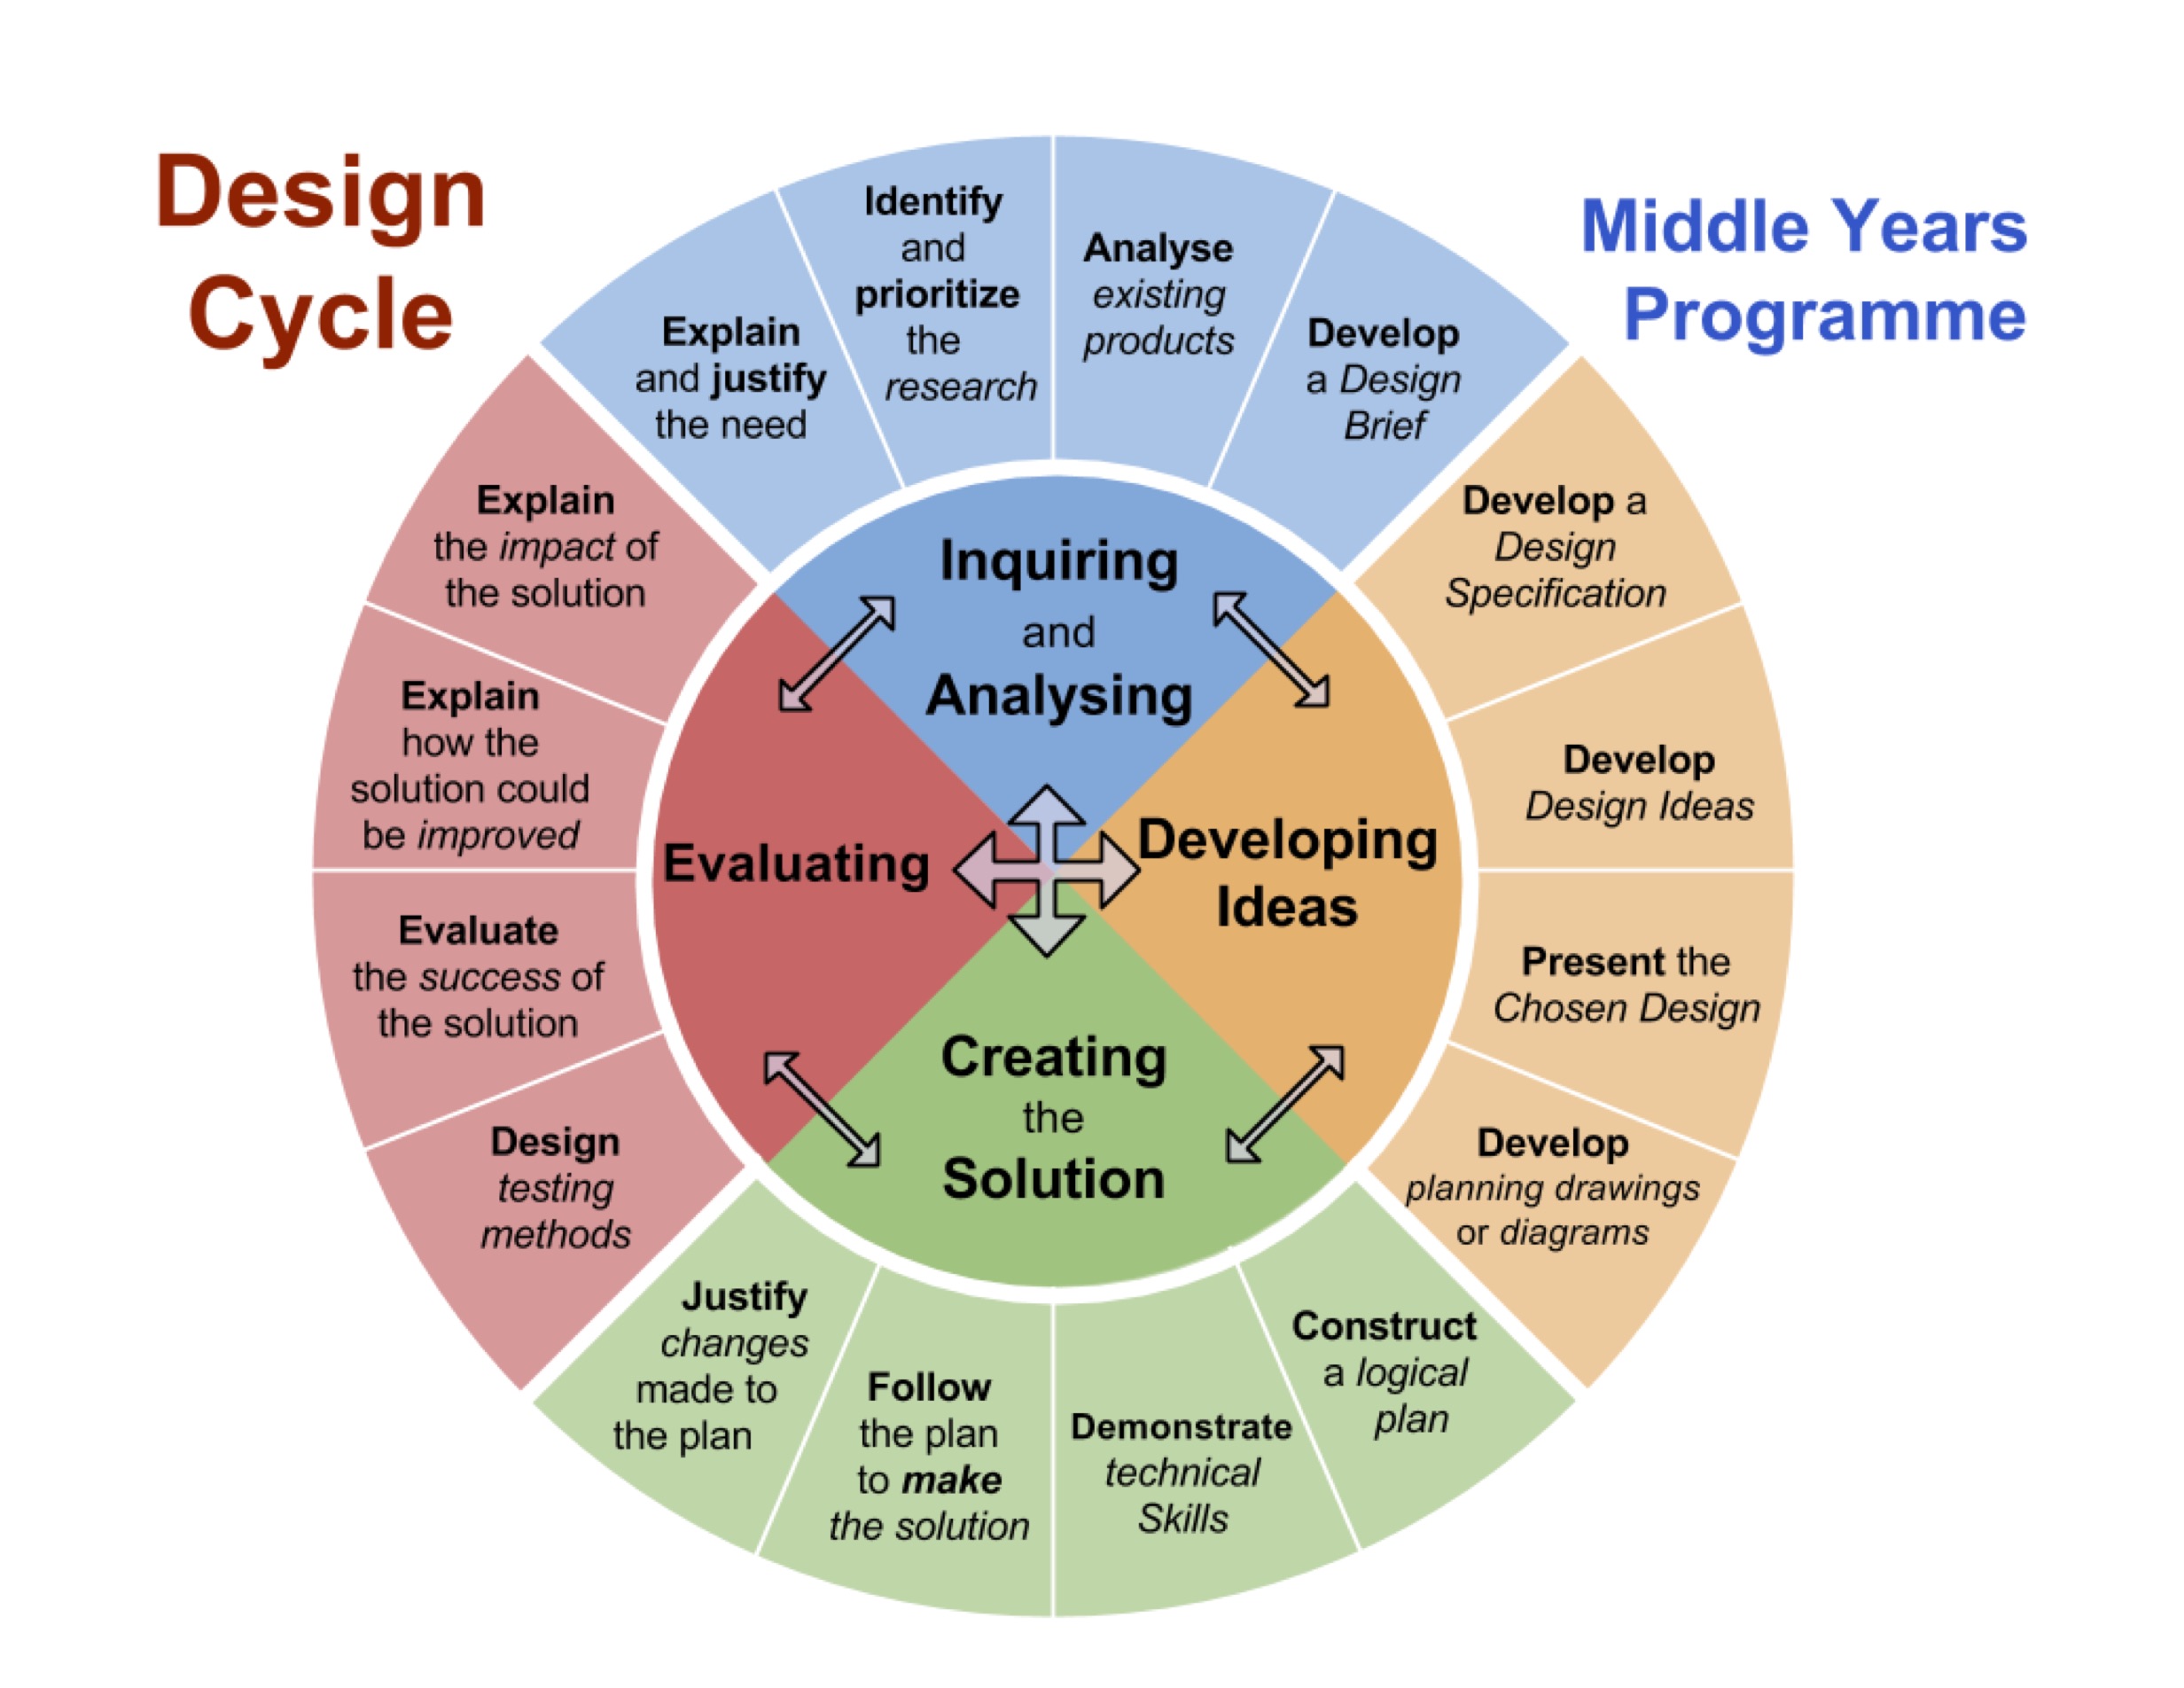 Design
Cycle
Middle Years
Programme
Explain
and justify
the need
Identify
and
prioritize
the
research
Analyse
existing
products
Develop
a Design
Brief
Develop a
Design
Specification
Develop
Design Ideas
Present the
Chosen Design
Develop
planning drawings
or diagrams
Construct
a logical
plan
Demonstrate
technical
Skills
Follow
the plan
to make
the solution
Justify
changes
made to
the plan
Design
testing
methods
Evaluate
the success of
the solution
Explain
how the
solution could
be improved
Explain
the impact of
the solution
Inquiring
and
Analysing
Developing
Ideas
Creating
the
Solution
Evaluating